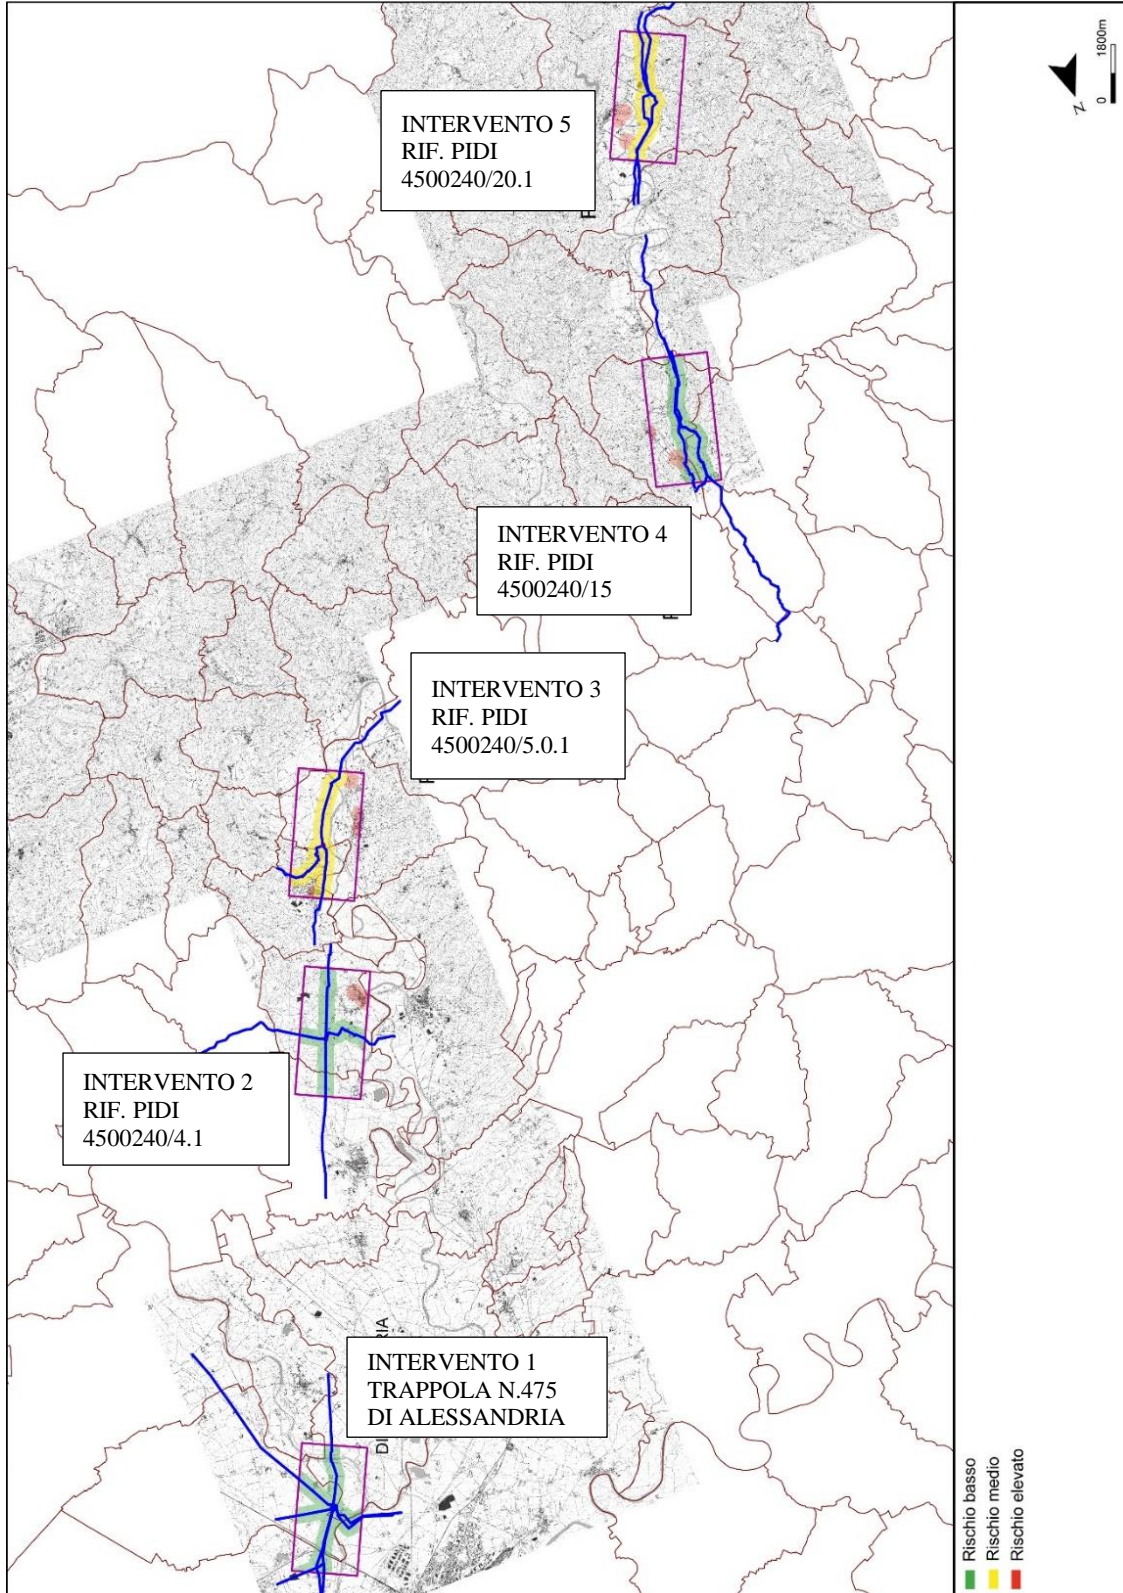 INTERVENTO 5
RIF. PIDI
4500240/20.1
INTERVENTO 4
RIF. PIDI
4500240/15
INTERVENTO 3
RIF. PIDI
4500240/5.0.1
INTERVENTO 2
RIF. PIDI
4500240/4.1
INTERVENTO 1
TRAPPOLA N.475
DI ALESSANDRIA
N
0 1800m
Rischio basso
Rischio medio
Rischio elevato